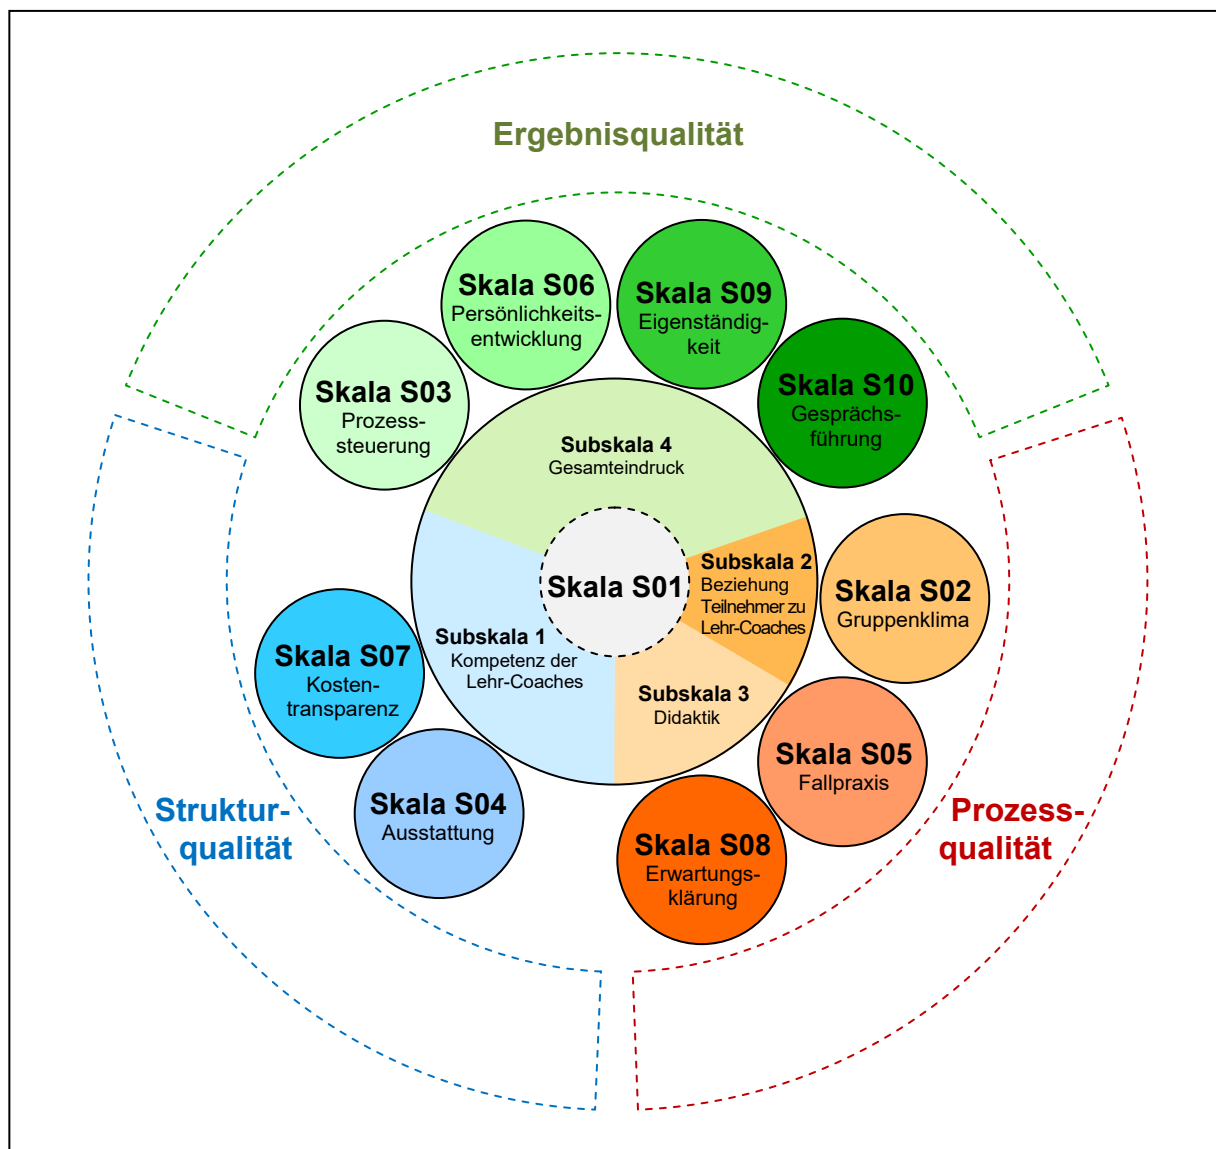 Ergebnisqualität
Skala S06
Persönlichkeits-
entwicklung
Skala S09
Eigenständig-
keit
Skala S03
Prozess-
steuerung
Skala S10
Gesprächs-
führung
Subskala 4
Gesamteindruck
Skala S01
Subskala 2
Beziehung
Teilnehmer zu
Lehr-Coaches
Skala S02
Gruppenklima
Subskala 1
Kompetenz der
Lehr-Coaches
Skala S07
Kosten-
transparenz
Subskala 3
Didaktik
Skala S05
Fallpraxis
Skala S04
Ausstattung
Skala S08
Erwartungs-
klärung
Struktur-
qualität
Prozess-
qualität